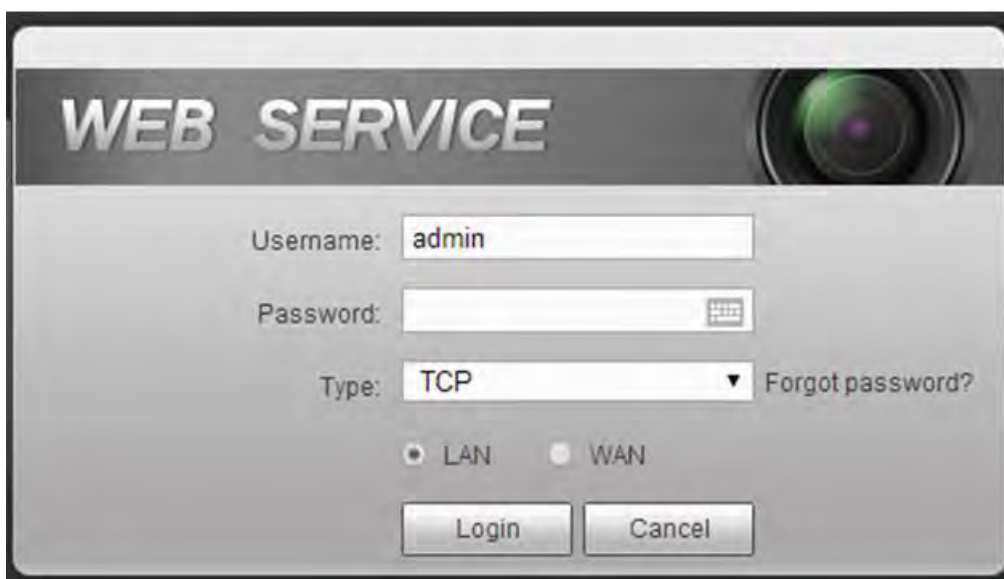 WEB SERVICE
Username: admin
Password:
Type: TCP Forgot password?
LAN WAN
Login Cancel